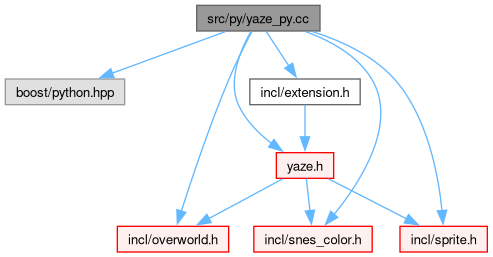 src/py/yaze_py.cc
boost/python.hpp
incl/extension.h
yaze.h
incl/overworld.h
incl/snes_color.h
incl/sprite.h